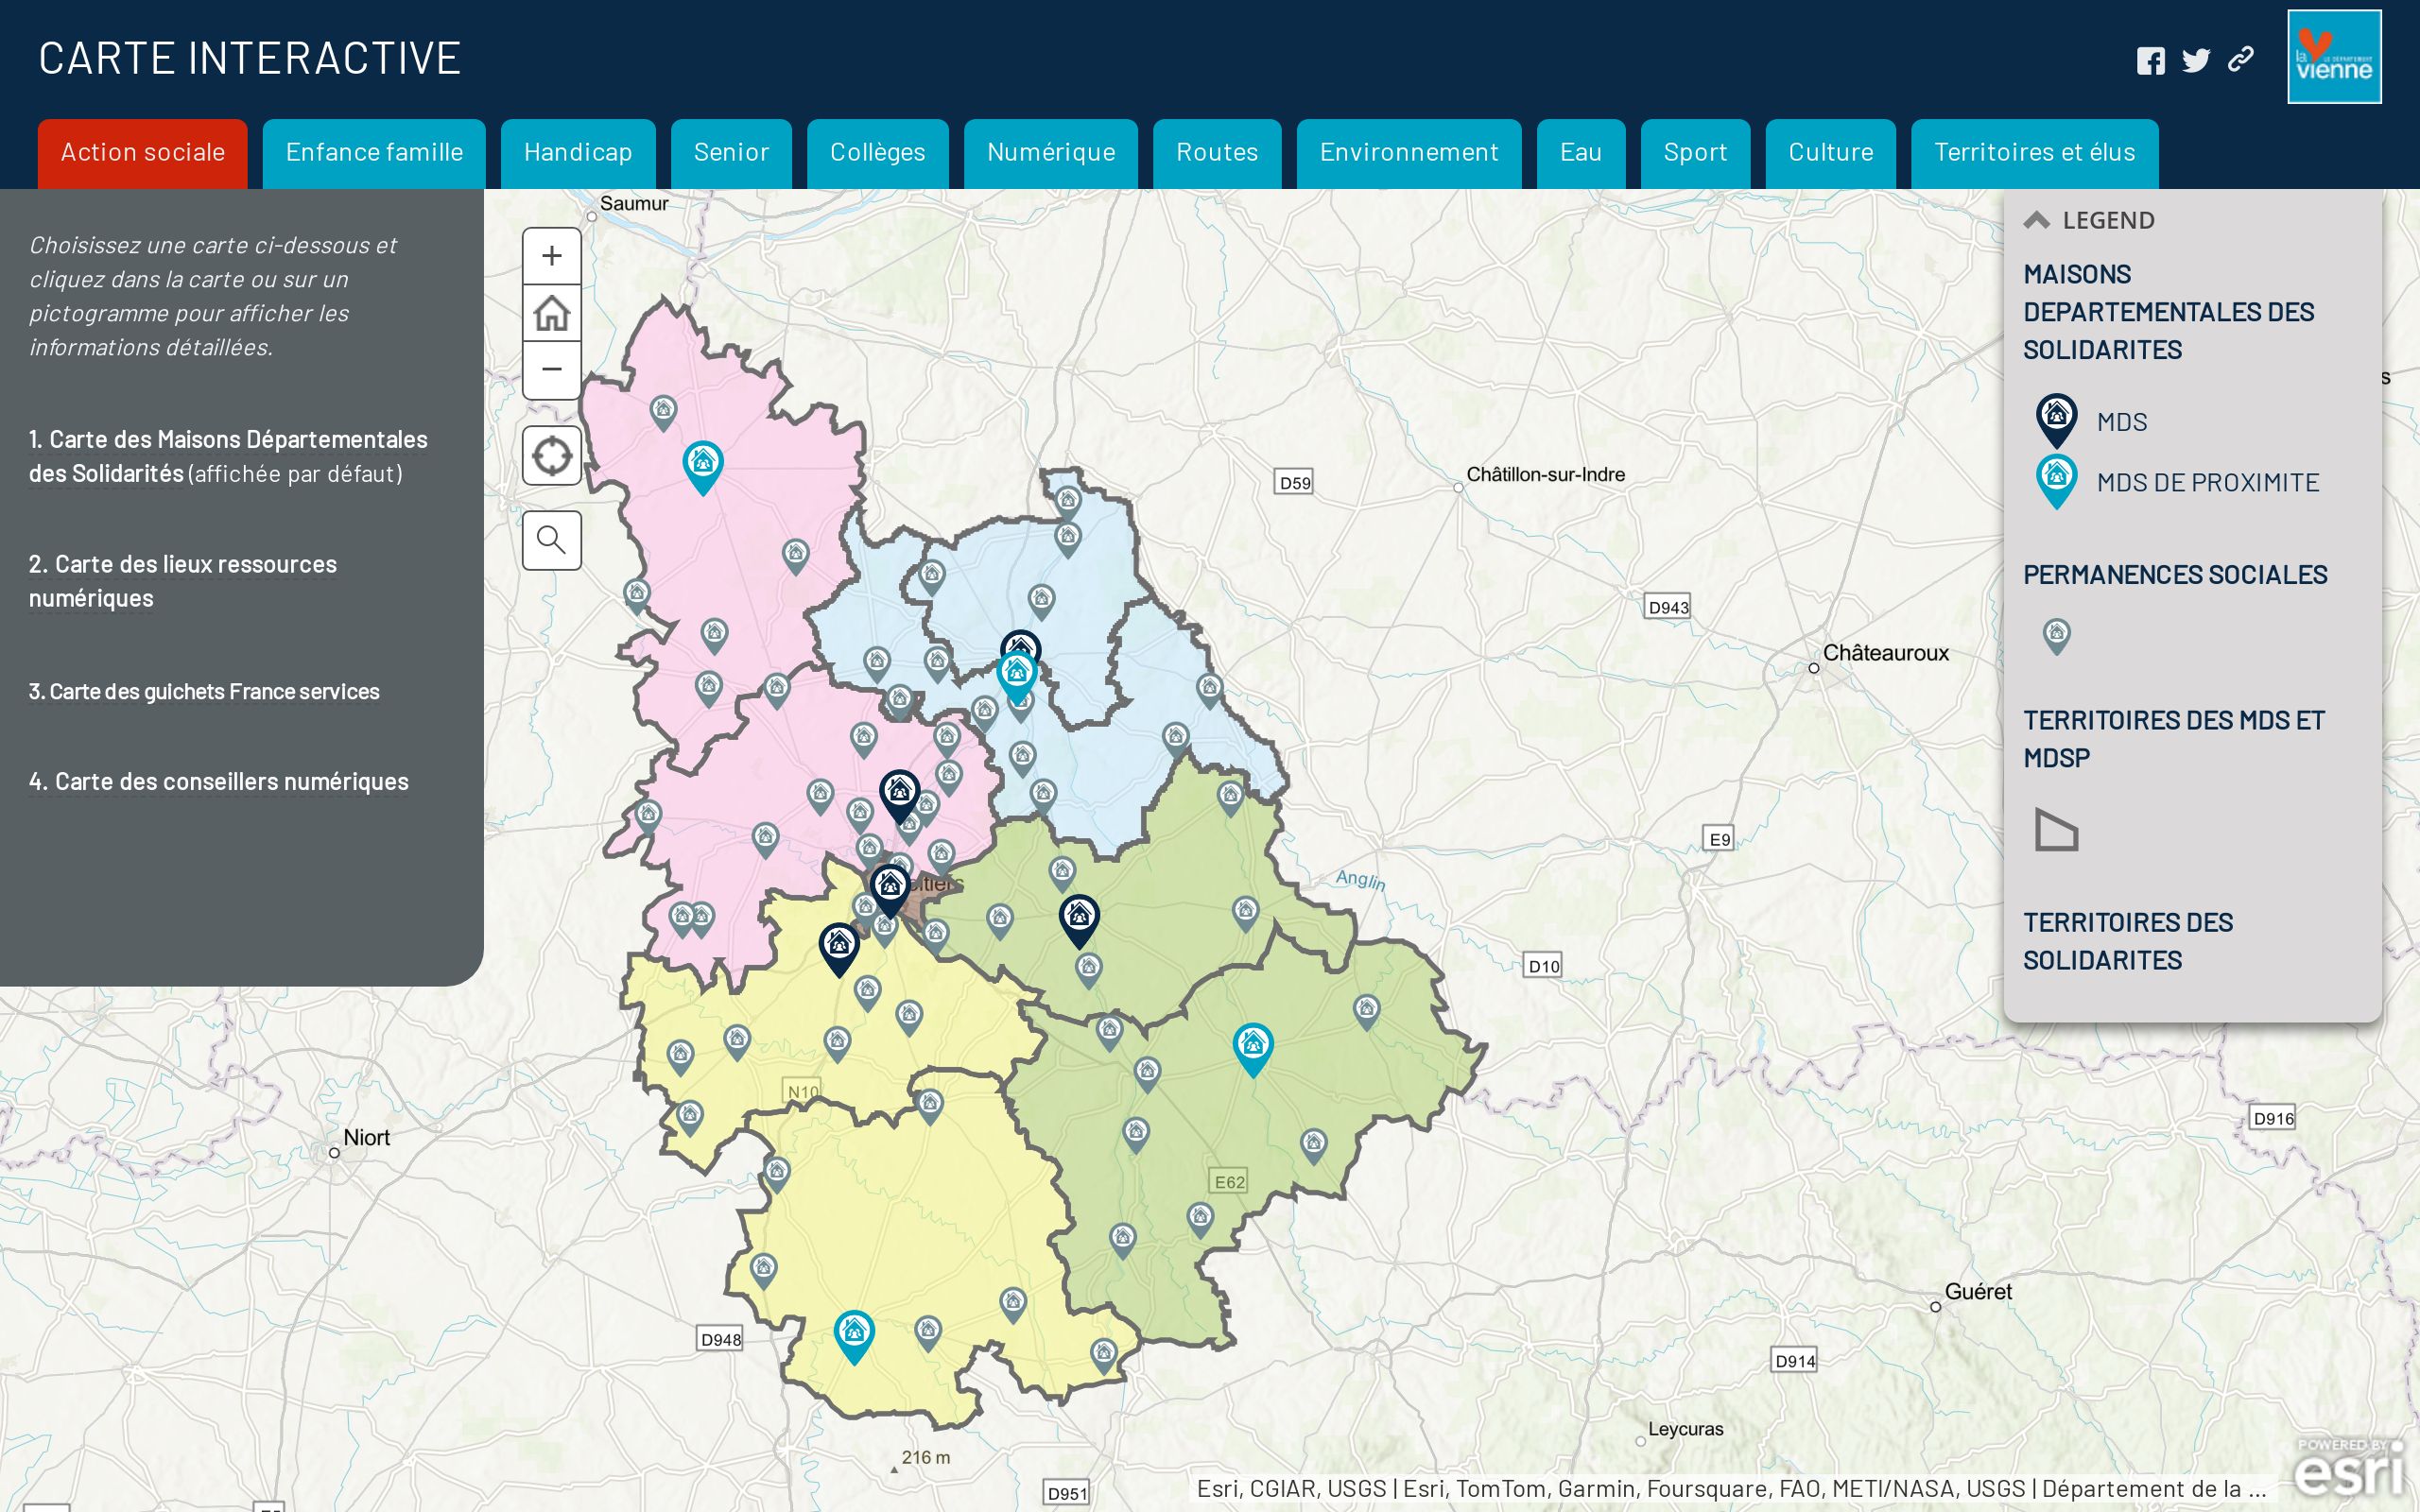 CARTE INTERACTIVE
la
LE DÉPARTEMENT
vienne
Action sociale
Enfance famille
Handicap
Senior
Collèges
Numérique
Routes
Environnement
Eau
Sport
Culture
Territoires et élus
Choisissez une carte ci-dessous et
cliquez dans la carte ou sur un
pictogramme pour afficher les
informations détaillées.
1. Carte des Maisons Départementales
des Solidarités (affichée par défaut)
2. Carte des lieux ressources
numériques
3. Carte des guichets France services
4. Carte des conseillers numériques
Saumur
D59
Châtillon-sur-Indre
D943
Châteauroux
E9
Anglin
D10
N10
Niort
D916
E62
D948
Guéret
D914
Leycuras
216 m
D951
LEGEND
MAISONS
DEPARTEMENTALES DES
SOLIDARITES
MDS
MDS DE PROXIMITE
PERMANENCES SOCIALES
TERRITOIRES DES MDS ET
MDSP
TERRITOIRES DES
SOLIDARITES
Esri, CGIAR, USGS | Esri, TomTom, Garmin, Foursquare, FAO, METI/NASA, USGS | Département de la ...
POWERED BY
esri